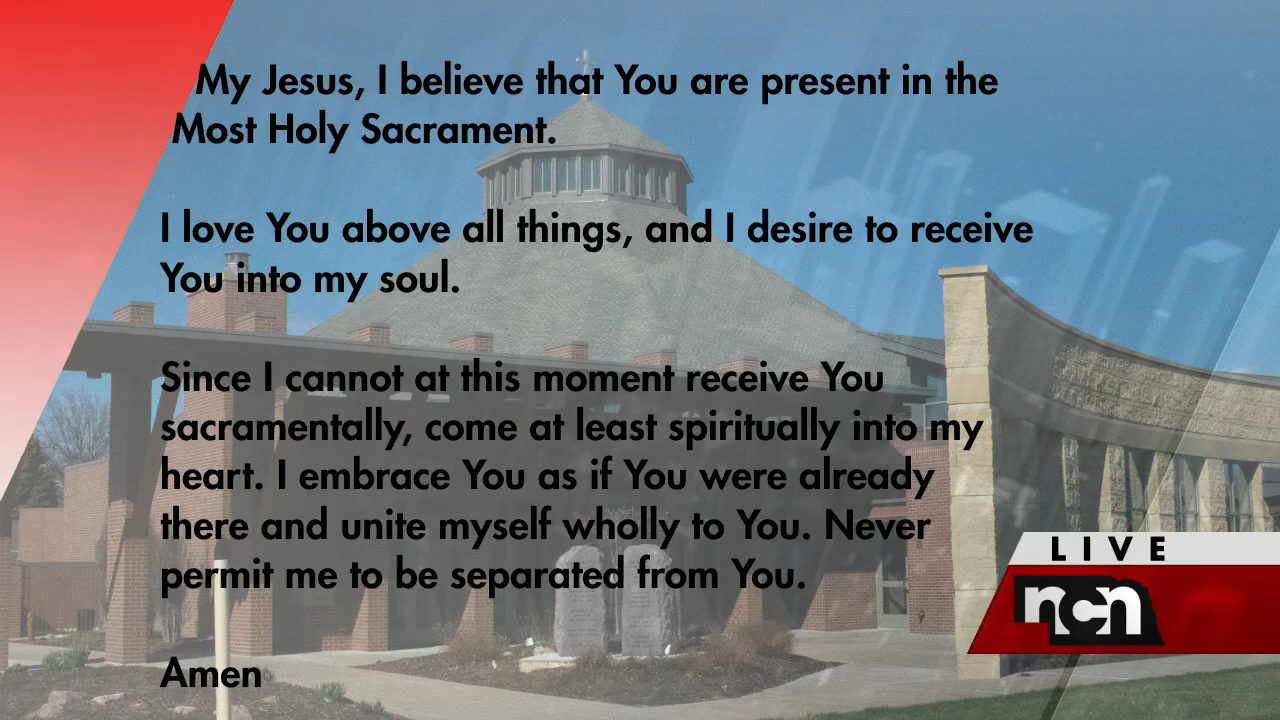 My Jesus, I believe that You are present in the
Most Holy Sacrament.
I love You above all things, and I desire to receive
You into my soul.
Since I cannot at this moment receive You
sacramentally, come at least spiritually into my
heart. I embrace You as if You were already
there and unite myself wholly to You. Never
permit me to be separated from You.
Amen
LIVE
ncn